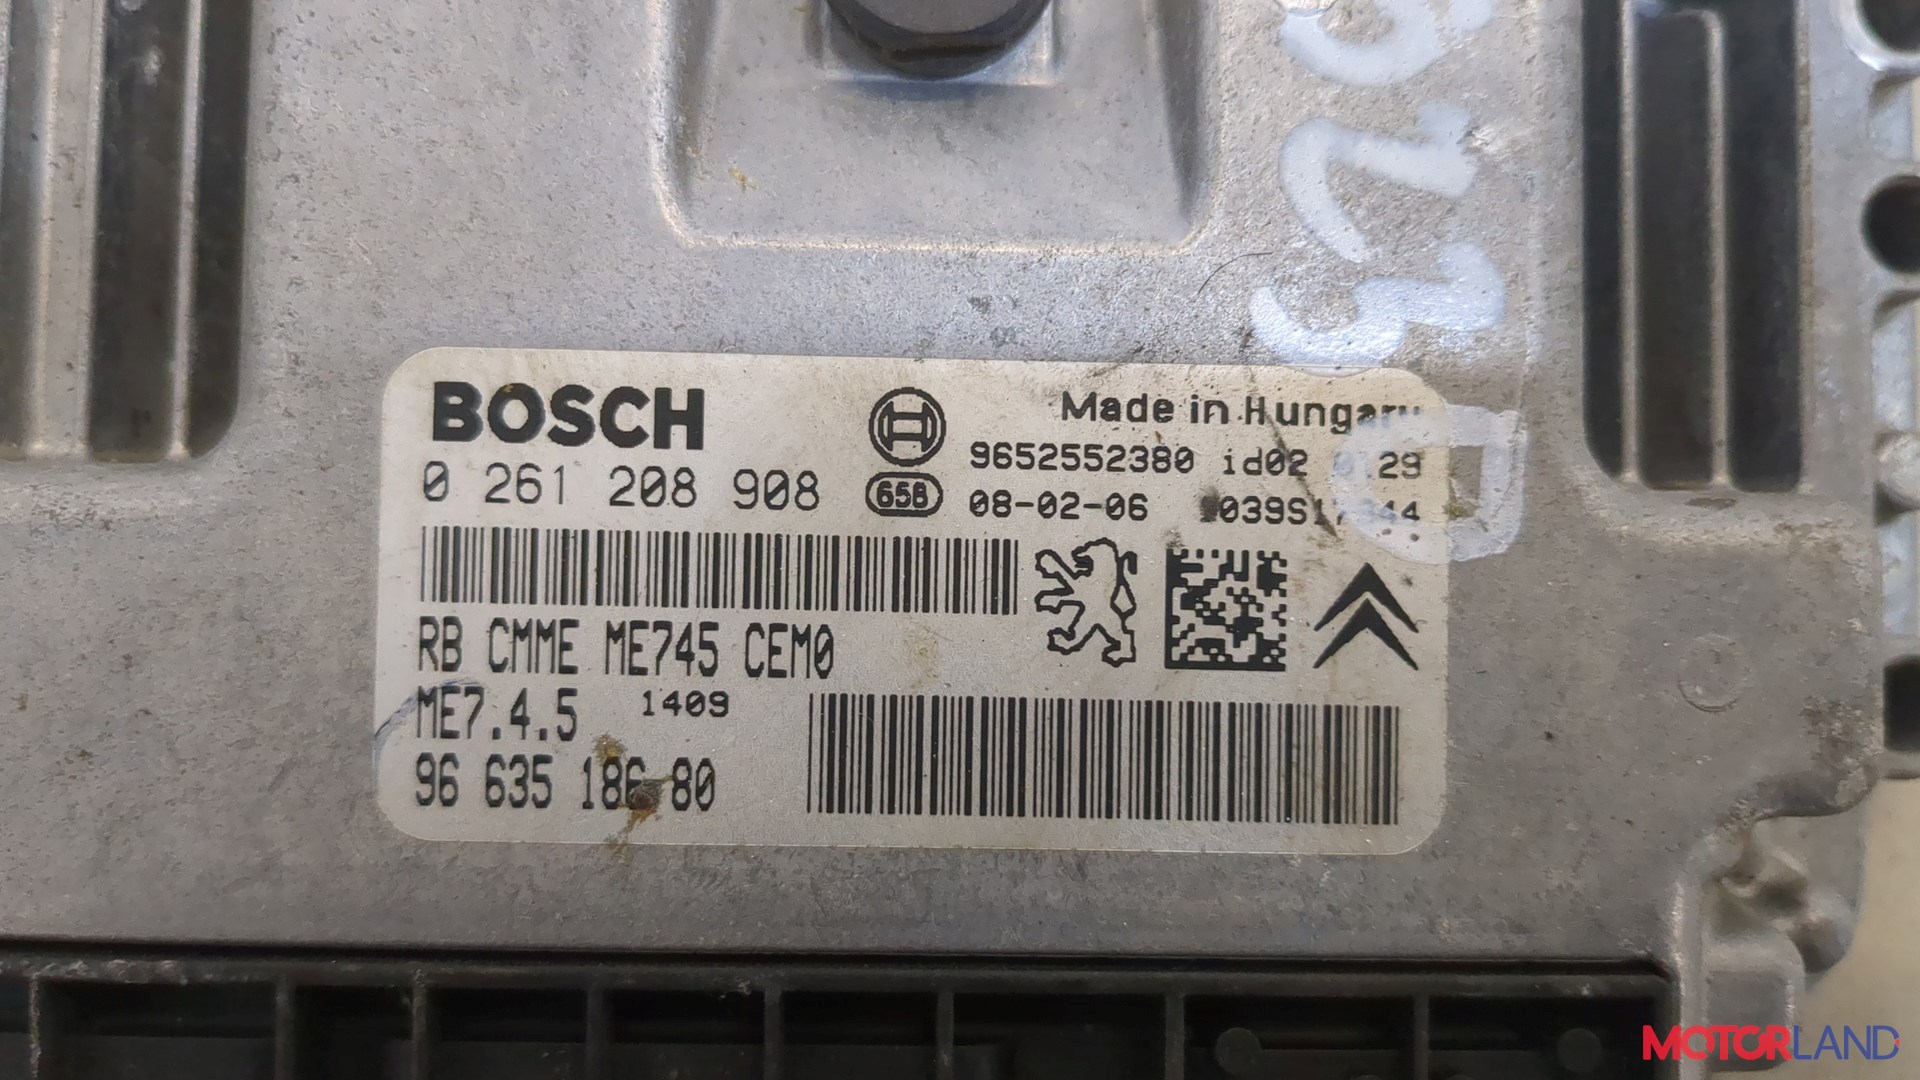 BOSCH
Made in Hungary
9652552380 id02
0 261 208 908
658
08-02-06
RB CMME ME745 CEM0
ME7.4.5 1409
96 635 186 80
MOTORLAND